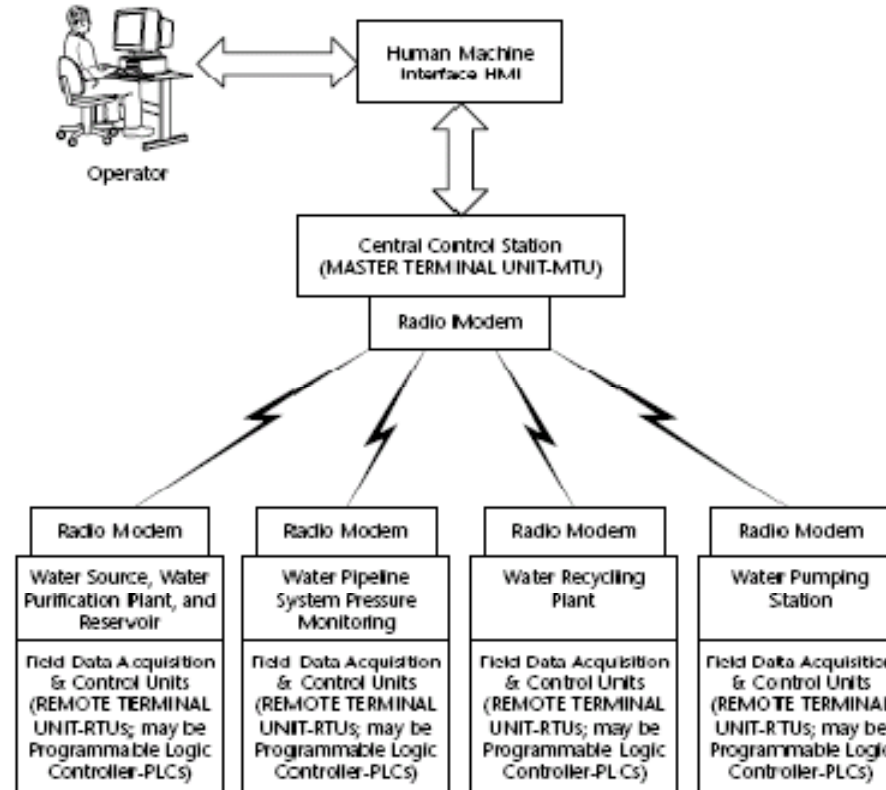 Human Machine
Interface HMI
Operator
Central Control Station
(MASTER TERMINAL UNIT-MTU)
Radio Modem
Radio Modem
Radio Modem
Radio Modem
Radio Modem
Water Source, Water
Purification Plant, and
Reservoir
Water Pipeline
System Pressure
Monitoring
Water Recycling
Plant
Water Pumping
Station
Field Data Acquisition
& Control Units
(REMOTE TERMINAL
UNIT-RTUs; may be
Programmable Logic
Controller-PLCs)
Field Data Acquisition
& Control Units
(REMOTE TERMINAL
UNIT-RTUs; may be
Programmable Logic
Controller-PLCs)
Field Data Acquisition
& Control Units
(REMOTE TERMINAL
UNIT-RTUs; may be
Programmable Logic
Controller-PLCs)
Field Data Acquisition
& Control Units
(REMOTE TERMINAL
UNIT-RTUs; may be
Programmable Logic
Controller-PLCs)